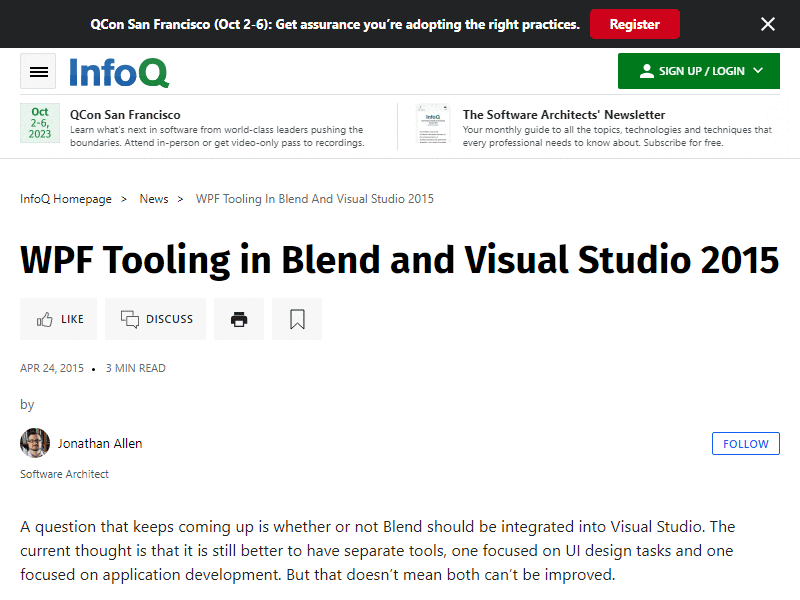 QCon San Francisco (Oct 2-6): Get assurance you're adopting the right practices. Register
InfoQ
SIGN UP / LOGIN
Oct
2-6,
2023
QCon San Francisco
Learn what's next in software from world-class leaders pushing the
boundaries. Attend in-person or get video-only pass to recordings.
The Software Architects' Newsletter
Your monthly guide to all the topics, technologies and techniques that
every professional needs to know about. Subscribe for free.
InfoQ Homepage > News > WPF Tooling In Blend And Visual Studio 2015
WPF Tooling in Blend and Visual Studio 2015
LIKE DISCUSS
APR 24, 2015 • 3 MIN READ
by
Jonathan Allen
FOLLOW
Software Architect
A question that keeps coming up is whether or not Blend should be integrated into Visual Studio. The
current thought is that it is still better to have separate tools, one focused on UI design tasks and one
focused on application development. But that doesn't mean both can't be improved.